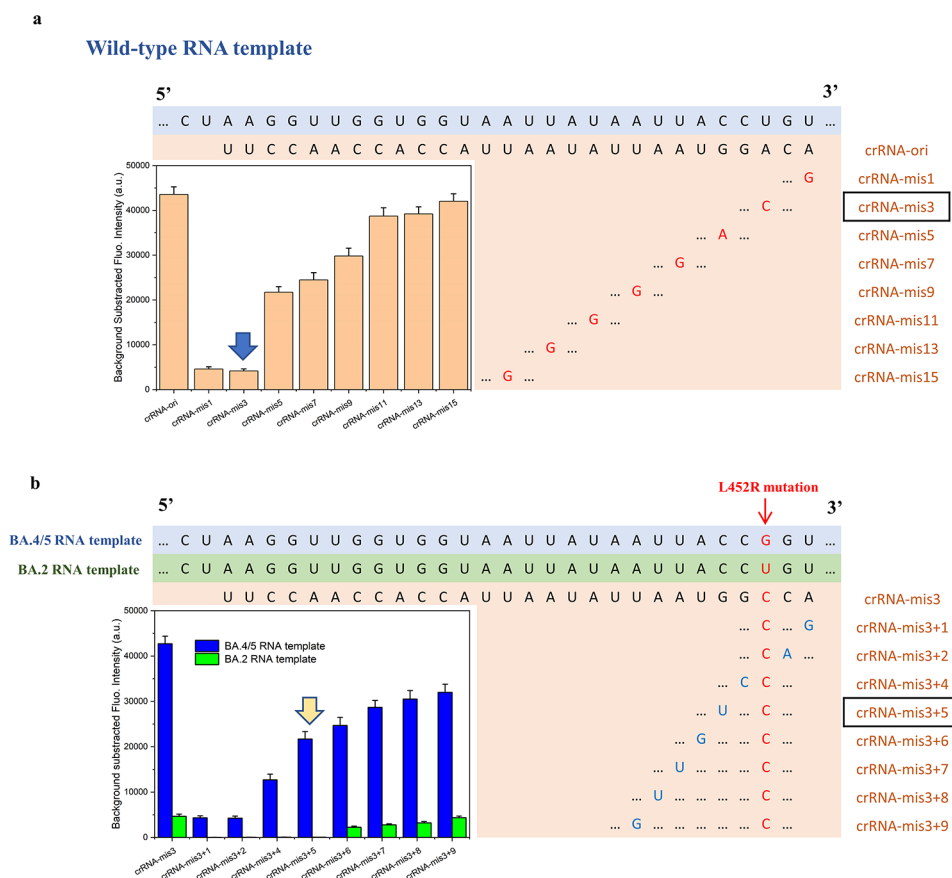 a
Wild-type RNA template
5’ 3’
... C U A A G G U U G G U G G U A A U U A U A A U U A C C U G U ...
U U C C A A C C A C C A U U A A U A U U A A U G G A C A crRNA-ori
... G crRNA-mis1
... C ... crRNA-mis3
... A ... crRNA-mis5
... G ... crRNA-mis7
... G ... crRNA-mis9
... G ... crRNA-mis11
... G ... crRNA-mis13
... G ... crRNA-mis15
Background Substracted Fluo. Intensity (a.u.)
50000
40000
30000
20000
10000
0
crRNA-ori crRNA-mis1 crRNA-mis3 crRNA-mis5 crRNA-mis7 crRNA-mis9 crRNA-mis11 crRNA-mis13 crRNA-mis15
b
L452R mutation
5’ 3’
BA.4/5 RNA template ... C U A A G G U U G G U G G U A A U U A U A A U U A C C G G U ...
BA.2 RNA template ... C U A A G G U U G G U G G U A A U U A U A A U U A C C U G U ...
U U C C A A C C A C C A U U A A U A U U A A U G G C C A crRNA-mis3
... C ... G crRNA-mis3+1
... C A ... crRNA-mis3+2
... C C ... crRNA-mis3+4
... U ... C ... crRNA-mis3+5
... G ... ... C ... crRNA-mis3+6
... U ... ... ... C ... crRNA-mis3+7
... U ... ... ... ... C ... crRNA-mis3+8
... G ... ... ... ... ... C ... crRNA-mis3+9
Background substracted Fluo. Intensity (a.u.)
50000
40000
30000
20000
10000
0
BA.4/5 RNA template
BA.2 RNA template
crRNA-mis3 crRNA-mis3+1 crRNA-mis3+2 crRNA-mis3+4 crRNA-mis3+5 crRNA-mis3+6 crRNA-mis3+7 crRNA-mis3+8 crRNA-mis3+9